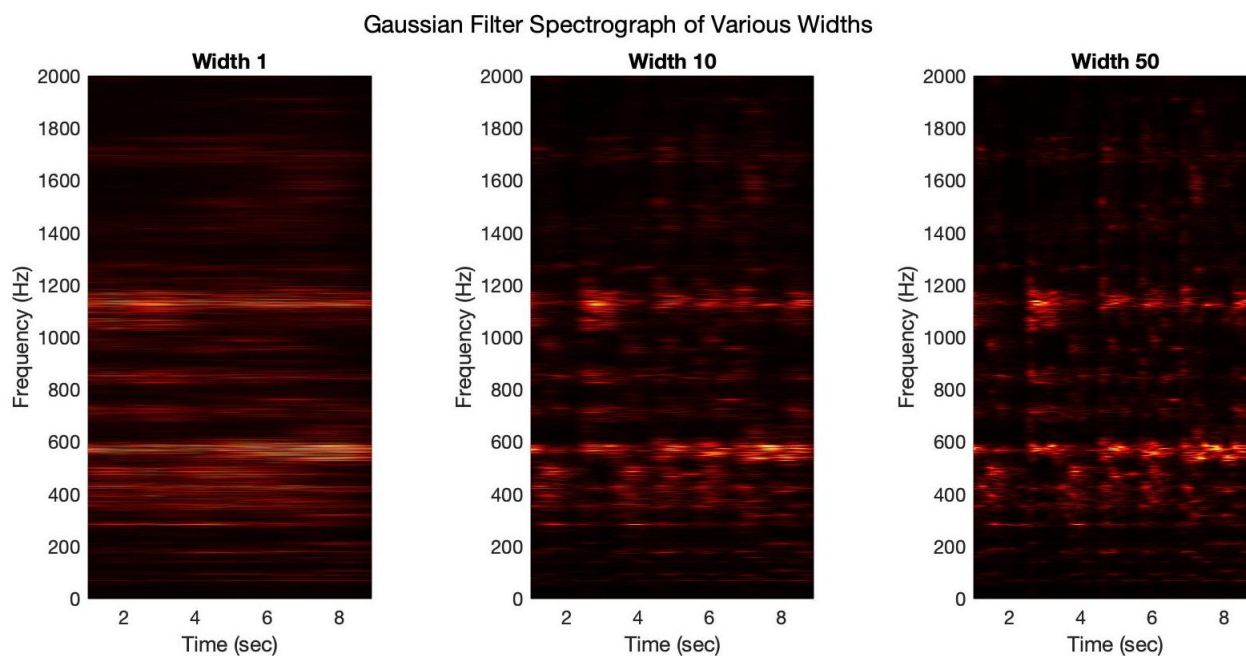 Gaussian Filter Spectrograph of Various Widths
Width 1
2000
1800
1600
1400
1200
1000
800
600
400
200
0
Frequency (Hz)
2 4 6 8
Time (sec)
Width 10
2000
1800
1600
1400
1200
1000
800
600
400
200
0
Frequency (Hz)
2 4 6 8
Time (sec)
Width 50
2000
1800
1600
1400
1200
1000
800
600
400
200
0
Frequency (Hz)
2 4 6 8
Time (sec)